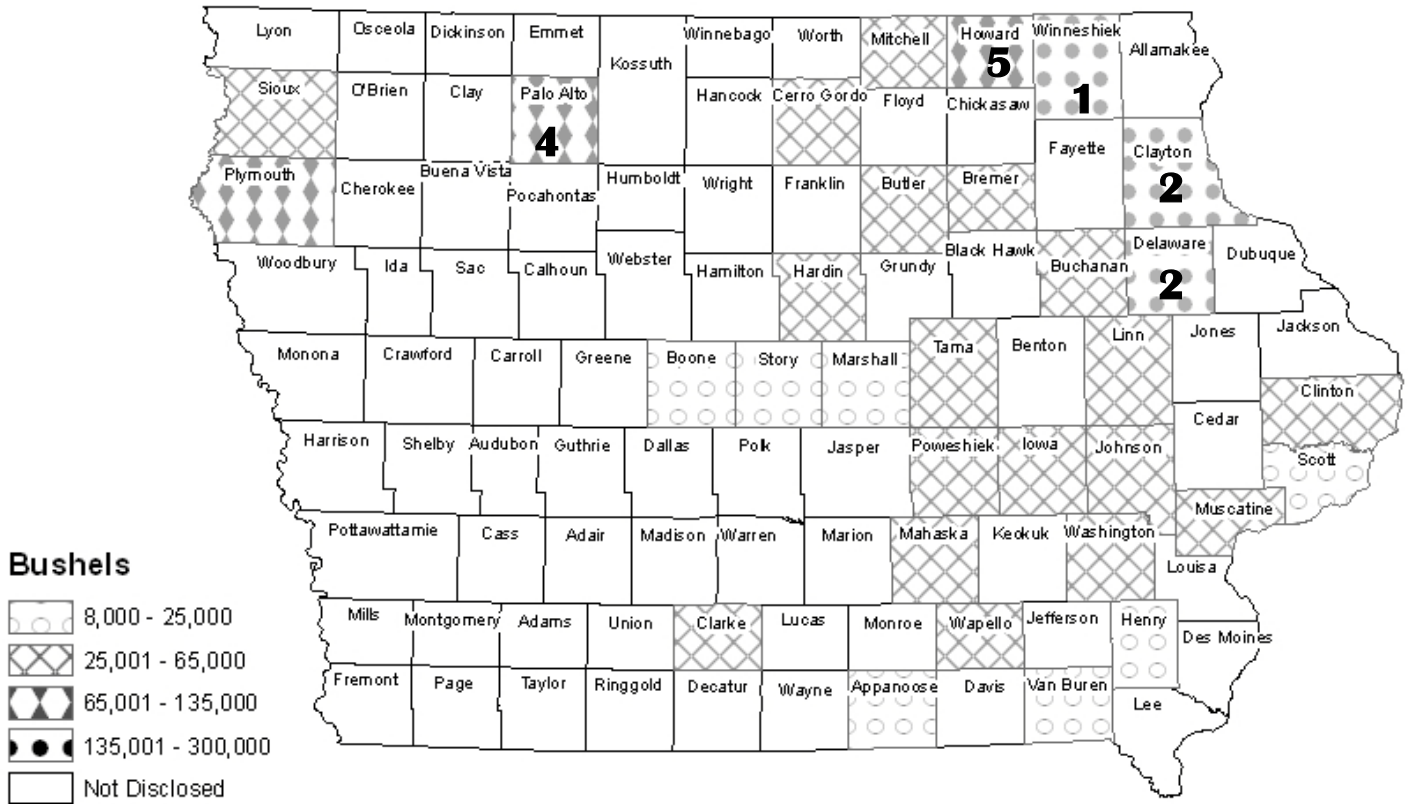 Lyon Osceola Dickinson Emmet Winnebago Worth Mitchell Howard Winneshiek Allamakee
Kossuth
5
Sioux O'Brien Clay Palo Alto Hancock Cerro Gordo Floyd Chickasaw
1
4
Fayette Clayton
Plymouth Cherokee Buena Vista Pocahontas Humboldt Wright Franklin Butler Bremer
2
Woodbury Ida Sac Calhoun Webster Hamilton Hardin Grundy Black Hawk Buchanan Delaware Dubuque
2
Monona Crawford Carroll Greene Boone Story Marshall Tama Benton Linn Jones Jackson
Clinton
Harrison Shelby Audubon Guthrie Dallas Polk Jasper Poweshiek Iowa Johnson Cedar
Scott
Muscatine
Pottawattamie Cass Adair Madison Warren Marion Mahaska Keokuk Washington
Louisa
Bushels
8,000 - 25,000
25,001 - 65,000
65,001 - 135,000
135,001 - 300,000
Not Disclosed
Mills Montgomery Adams Union Clarke Lucas Monroe Wapello Jefferson Henry
Des Moines
Fremont Page Taylor Ringgold Decatur Wayne Appanoose Davis Van Buren
Lee